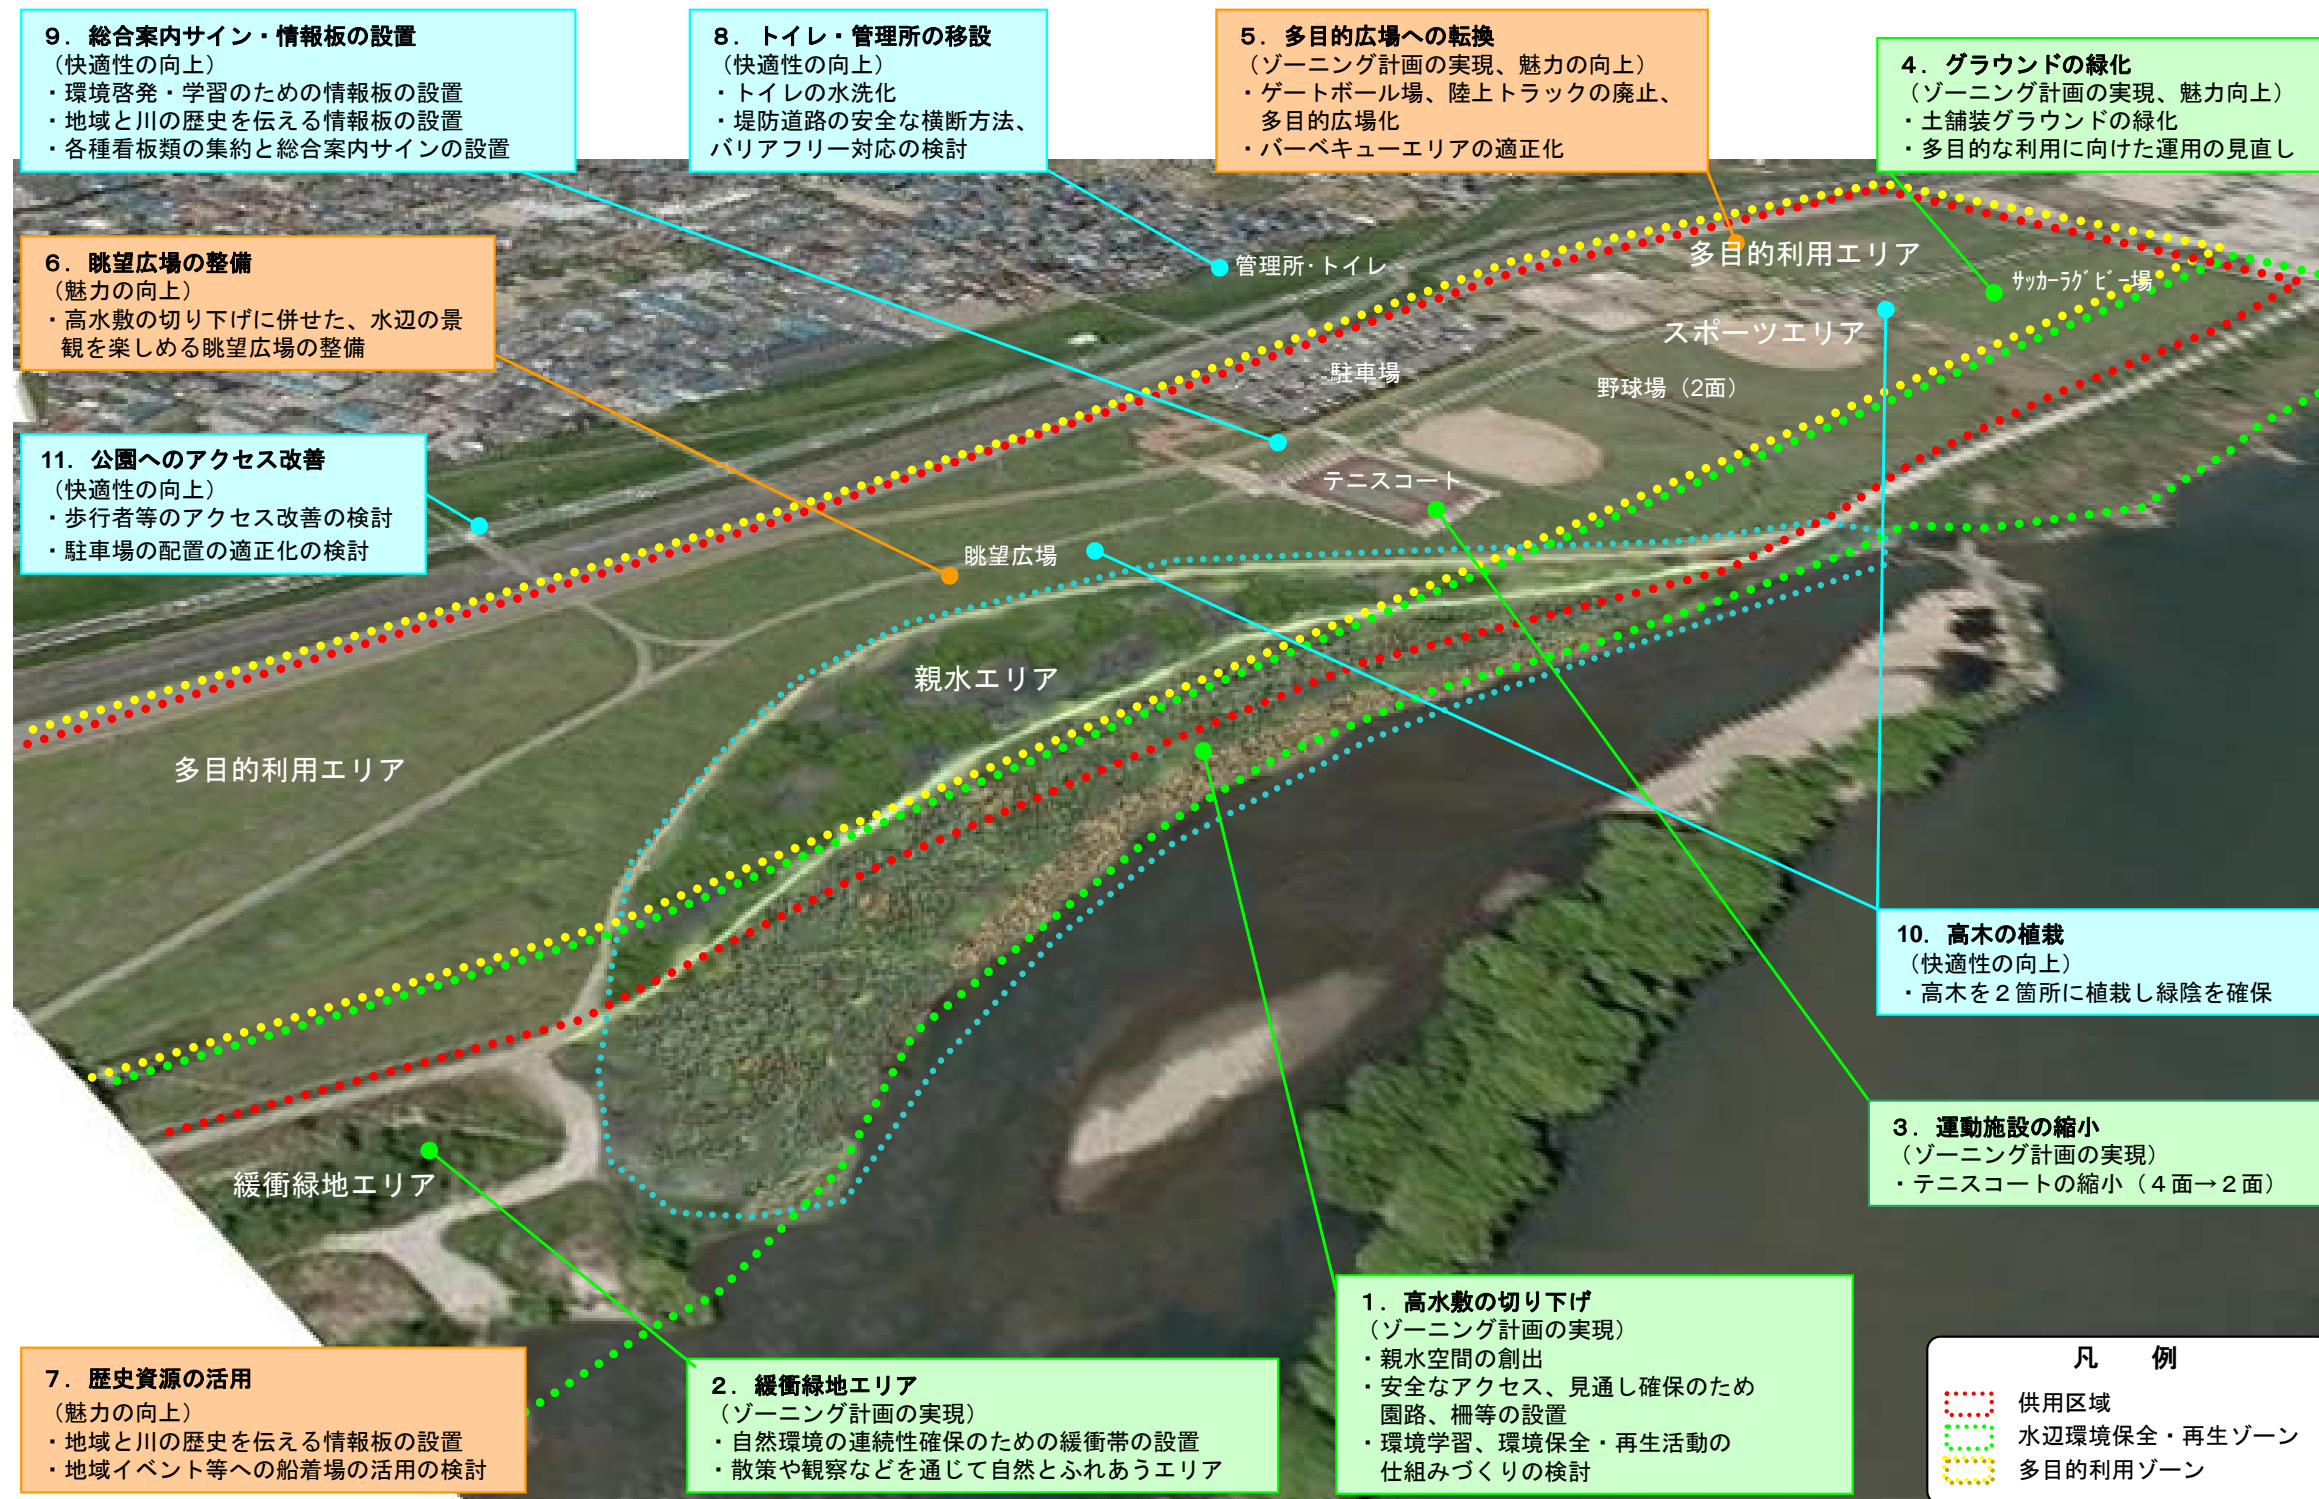 ９．総合案内サイン・情報板の設置
（快適性の向上）
・環境啓発・学習のための情報板の設置
・地域と川の歴史を伝える情報板の設置
・各種看板類の集約と総合案内サインの設置
８．トイレ・管理所の移設
（快適性の向上）
・トイレの水洗化
・堤防道路の安全な横断方法、
バリアフリー対応の検討
５．多目的広場への転換
（ゾーニング計画の実現、魅力の向上）
・ゲートボール場、陸上トラックの廃止、
多目的広場化
・バーベキューエリアの適正化
４．グラウンドの緑化
（ゾーニング計画の実現、魅力向上）
・土舗装グラウンドの緑化
・多目的な利用に向けた運用の見直し
６．眺望広場の整備
（魅力の向上）
・高水敷の切り下げに併せた、水辺の景
観を楽しめる眺望広場の整備
管理所・トイレ
多目的利用エリア
ｻｯｶｰﾗｸﾞﾋﾞｰ場
スポーツエリア
駐車場
野球場（2面）
11．公園へのアクセス改善
（快適性の向上）
・歩行者等のアクセス改善の検討
・駐車場の配置の適正化の検討
テニスコート
眺望広場
親水エリア
多目的利用エリア
10．高木の植栽
（快適性の向上）
・高木を２箇所に植栽し緑陰を確保
３．運動施設の縮小
（ゾーニング計画の実現）
・テニスコートの縮小（４面→２面）
緩衝緑地エリア
１．高水敷の切り下げ
（ゾーニング計画の実現）
・親水空間の創出
・安全なアクセス、見通し確保のため
園路、柵等の設置
・環境学習、環境保全・再生活動の
仕組みづくりの検討
７．歴史資源の活用
（魅力の向上）
・地域と川の歴史を伝える情報板の設置
・地域イベント等への船着場の活用の検討
２．緩衝緑地エリア
（ゾーニング計画の実現）
・自然環境の連続性確保のための緩衝帯の設置
・散策や観察などを通じて自然とふれあうエリア
凡　例
供用区域
水辺環境保全・再生ゾーン
多目的利用ゾーン